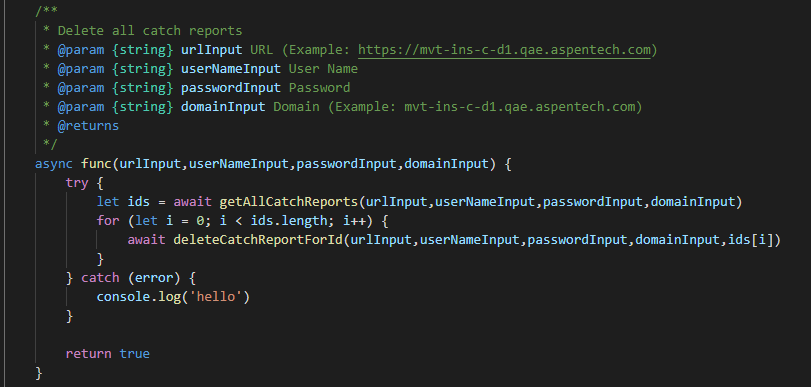 /**
 * Delete all catch reports
 * @param {string} urlInput URL (Example: https://mvt-ins-c-d1.qae.aspentech.com)
 * @param {string} userNameInput User Name
 * @param {string} passwordInput Password
 * @param {string} domainInput Domain (Example: mvt-ins-c-d1.qae.aspentech.com)
 * @returns
 */
async func(urlInput,userNameInput,passwordInput,domainInput) {
    try {
        let ids = await getAllCatchReports(urlInput,userNameInput,passwordInput,domainInput)
        for (let i = 0; i < ids.length; i++) {
            await deleteCatchReportForId(urlInput,userNameInput,passwordInput,domainInput,ids[i])
        }
    } catch (error) {
        console.log('hello')
    }

    return true
}